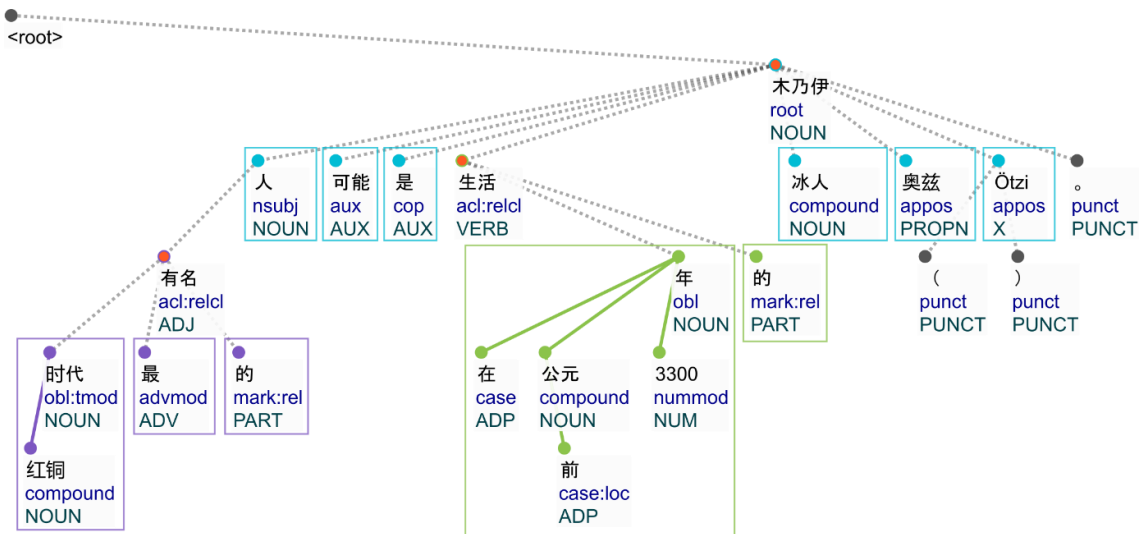 <root>
木乃伊
root
NOUN
人
nsubj
NOUN
可能
aux
AUX
是
cop
AUX
生活
acl:relcl
VERB
冰人
compound
NOUN
奥兹
appos
PROPN
Ötzi
appos
X
。
punct
PUNCT
有名
acl:relcl
ADJ
年
obl
NOUN
的
mark:rel
PART
（
punct
PUNCT
）
punct
PUNCT
时代
obl:tmod
NOUN
最
advmod
ADV
的
mark:rel
PART
在
case
ADP
公元
compound
NOUN
3300
nummod
NUM
红铜
compound
NOUN
前
case:loc
ADP